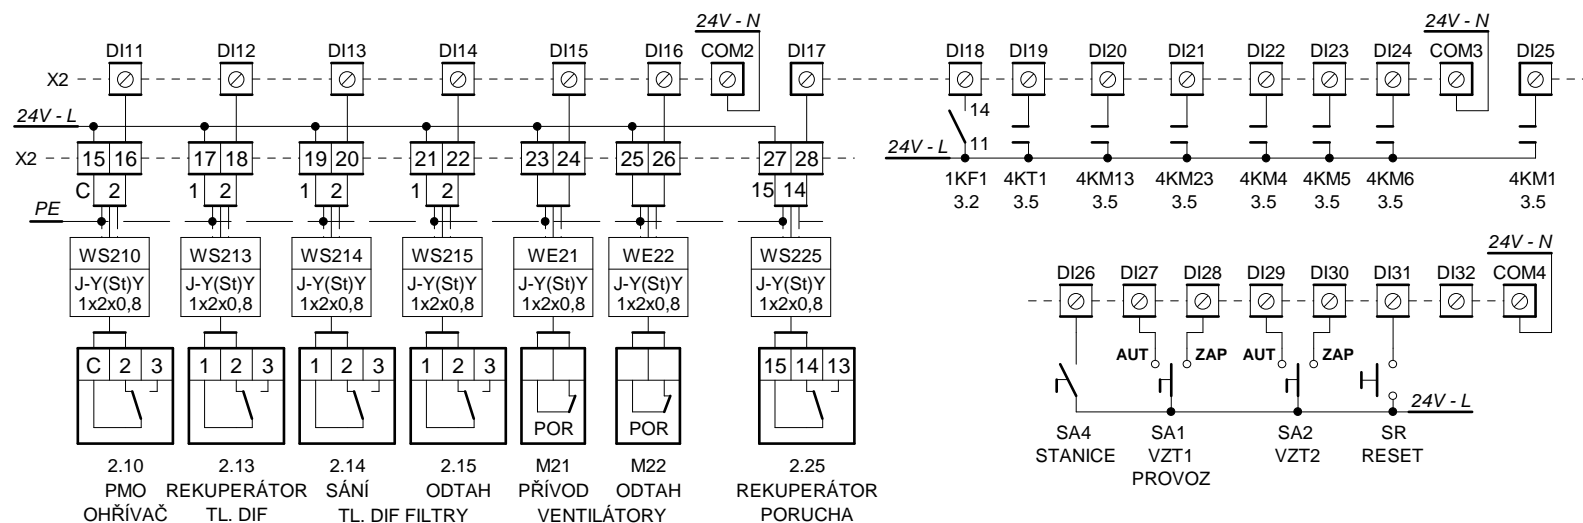 24V - N
24V - N
DI11 DI12 DI13 DI14 DI15 DI16 COM2 DI17 DI18 DI19 DI20 DI21 DI22 DI23 DI24 COM3 DI25
X2
14
24V - L
11
X2 15 16 17 18 19 20 21 22 23 24 25 26 27 28
24V - L
C 2 1 2 1 2 1 2 15 14
1KF1 4KT1 4KM13 4KM23 4KM4 4KM5 4KM6 4KM1
3.2 3.5 3.5 3.5 3.5 3.5 3.5 3.5
PE
WS210 WS213 WS214 WS215 WE21 WE22 WS225
J-Y(St)Y J-Y(St)Y J-Y(St)Y J-Y(St)Y J-Y(St)Y J-Y(St)Y J-Y(St)Y
1x2x0,8 1x2x0,8 1x2x0,8 1x2x0,8 1x2x0,8 1x2x0,8 1x2x0,8
24V - N
DI26 DI27 DI28 DI29 DI30 DI31 DI32 COM4
C 2 3 1 2 3 1 2 3 1 2 3 15 14 13
AUT ZAP AUT ZAP
POR POR
24V - L
SA4 SA1 SA2 SR
STANICE VZT1 VZT2 RESET
PROVOZ
2.10 2.13 2.14 2.15 M21 M22 2.25
PMO REKUPERÁTOR SÁNÍ ODTAH PŘÍVOD ODTAH REKUPERÁTOR
OHŘÍVAČ TL. DIF TL. DIF FILTRY VENTILÁTORY PORUCHA